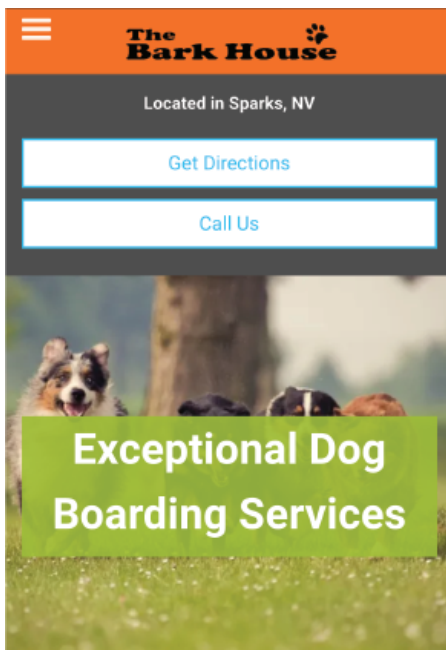 The
Bark House
Located in Sparks, NV
Get Directions
Call Us
Exceptional Dog
Boarding Services